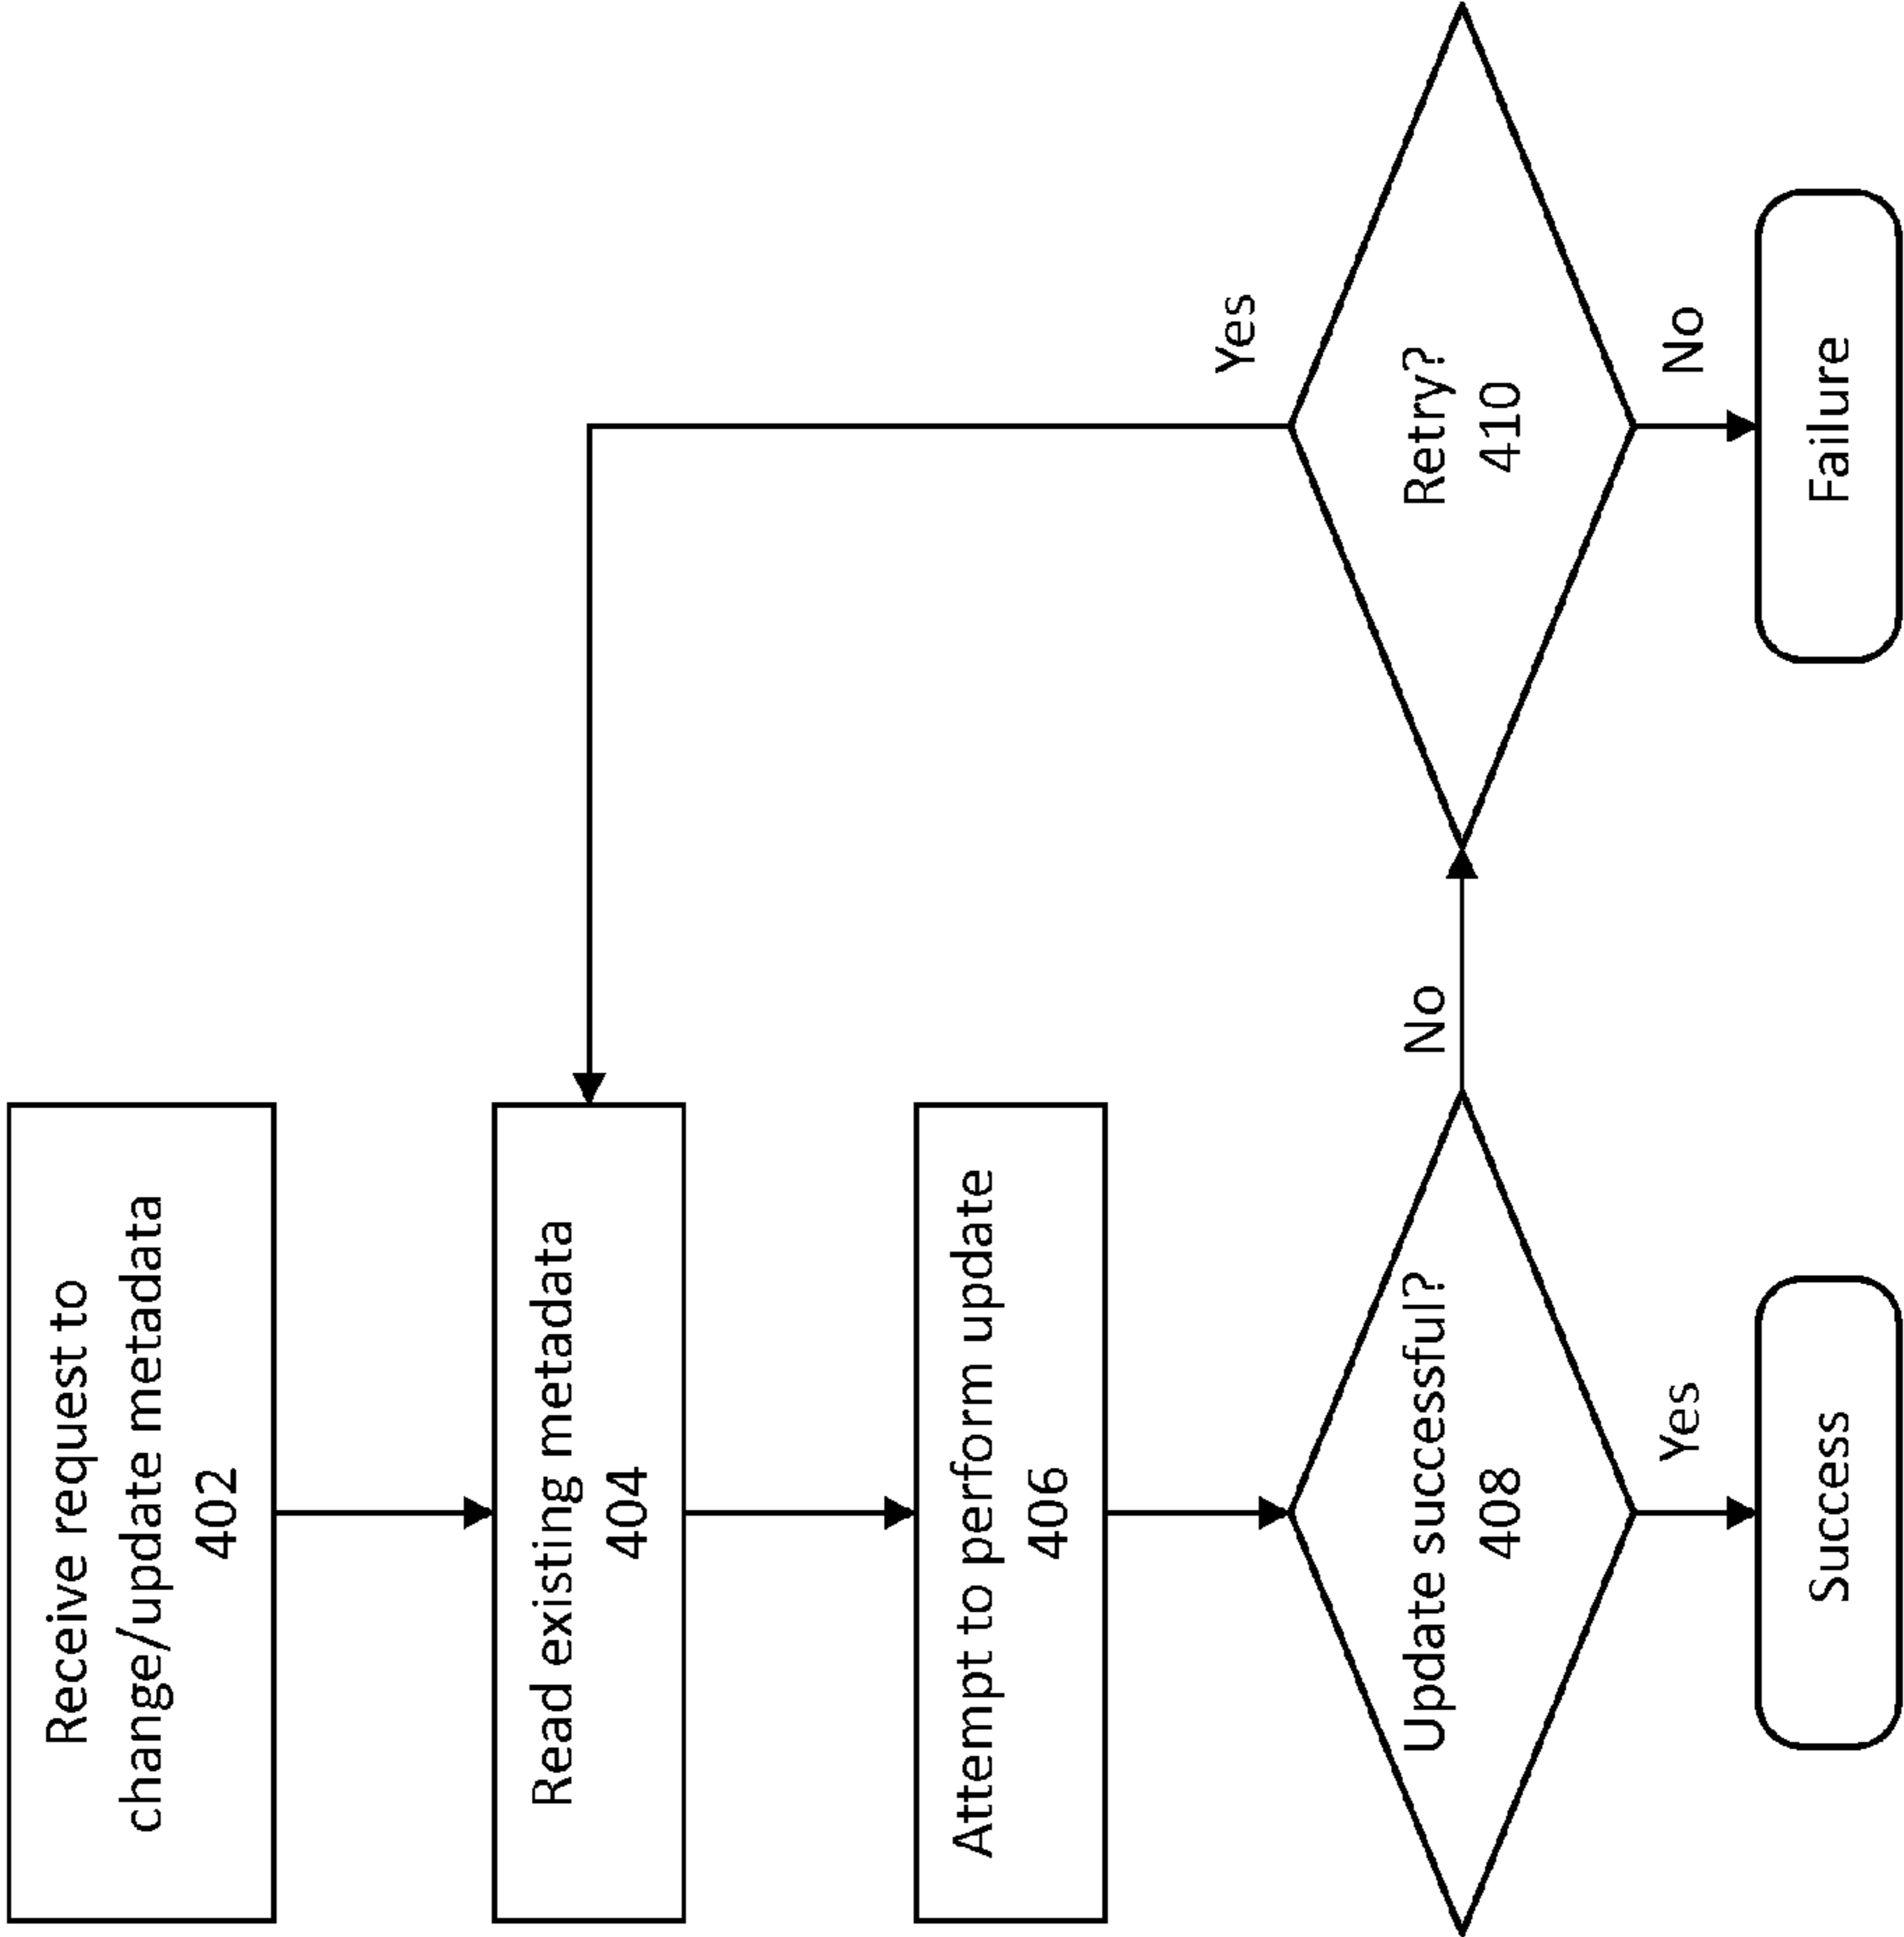 Receive request to
change/update metadata
402
Read existing metadata
404
Attempt to perform update
406
Update successful?
408
No
Yes
Success
Retry?
410
Yes
No
Failure